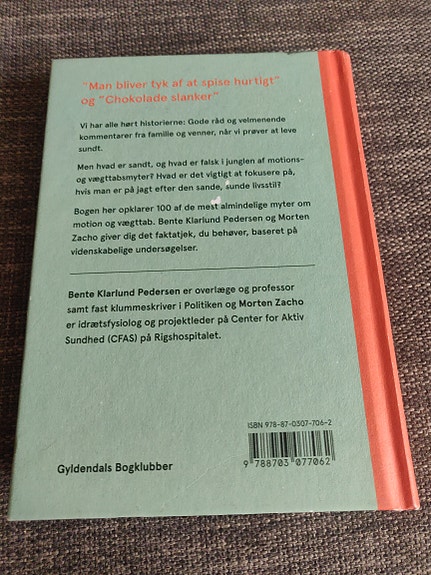 "Man bliver tyk af at spise hurtigt"
og "Chokolade slanker"
Vi har alle hørt historierne: Gode råd og velmenende
kommentarer fra familie og venner, når vi prøver at leve
sundt.
Men hvad er sandt, og hvad er falsk i junglen af motions-
og vægttabsmyter? Hvad er det vigtigt at fokusere på,
hvis man er på jagt efter den sande, sunde livsstil?
Bogen her opklarer 100 af de mest almindelige myter om
motion og vægttab. Bente Klarlund Pedersen og Morten
Zacho giver dig det faktatjek, du behøver, baseret på
videnskabelige undersøgelser.
Bente Klarlund Pedersen er overlæge og professor
samt fast klummeskriver i Politiken og Morten Zacho
er idrætsfysiolog og projektleder på Center for Aktiv
Sundhed (CFAS) på Rigshospitalet.
ISBN 978-87-0307-706-2
9 788703 077062
Gyldendals Bogklubber